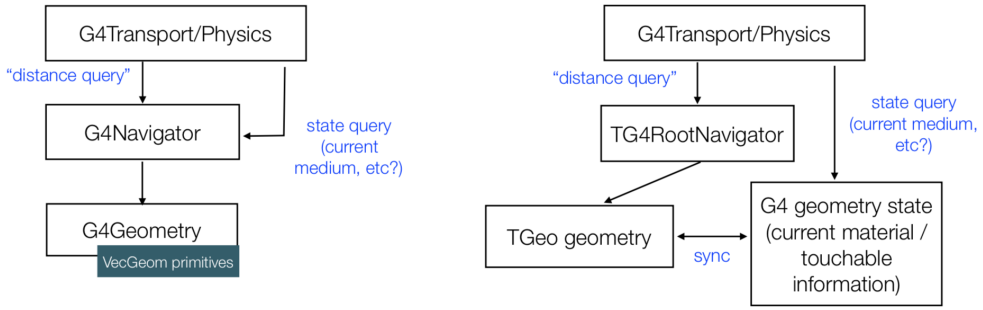 G4Transport/Physics
“distance query”
G4Navigator
state query
(current
medium, etc?)
G4Geometry
VecGeom primitives
G4Transport/Physics
“distance query”
state query
(current medium,
etc?)
TG4RootNavigator
TGeo geometry
sync
G4 geometry state
(current material /
touchable
information)